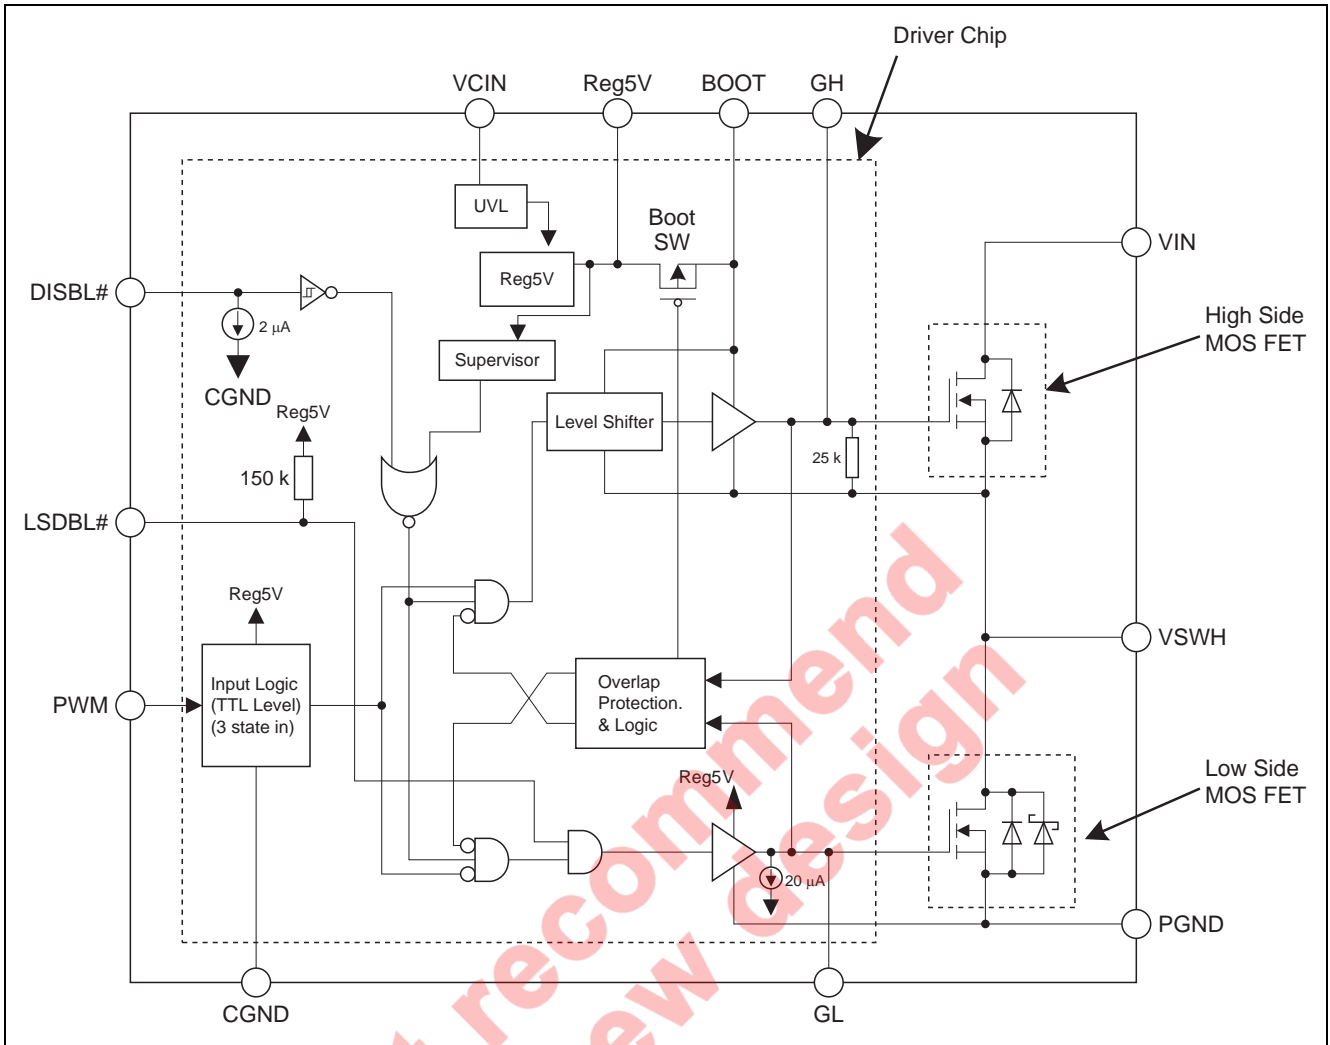 Driver Chip
VCIN
Reg5V
BOOT
GH
UVL
Boot
SW
VIN
Reg5V
DISBL#
2 µA
High Side
MOS FET
Supervisor
CGND
Reg5V
Level Shifter
25 k
150 k
LSDBL#
Reg5V
VSWH
Input Logic
(TTL Level)
(3 state in)
Overlap
Protection.
& Logic
PWM
Reg5V
Low Side
MOS FET
20 µA
PGND
CGND
GL
recommend
design